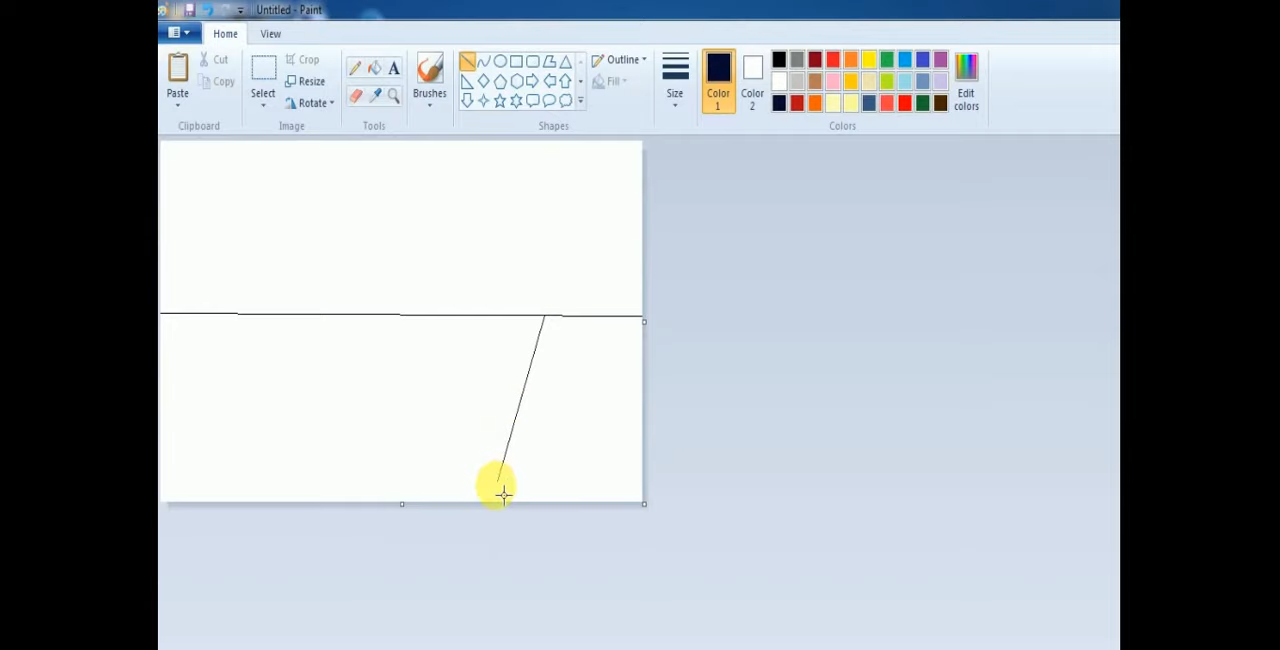 Untitled - Paint
Home View
Paste
Cut
Copy
Clipboard
Select
Crop
Resize
Rotate
Image
A
Tools
Brushes
Outline
Fill
Shapes
Size
Color 1
Color 2
Edit colors
Colors